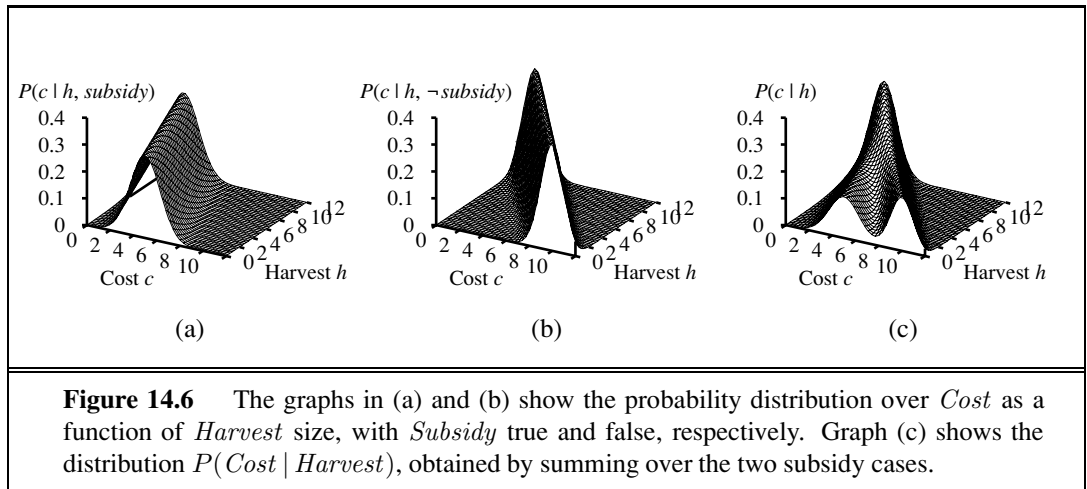 P(c | h, subsidy)
0.4
0.3
0.2
0.1
0
0 2 4 6 8 10
Cost c
0 2 4 6 8 10 12
Harvest h
(a)
P(c | h, ¬ subsidy)
0.4
0.3
0.2
0.1
0
0 2 4 6 8 10
Cost c
0 2 4 6 8 10 12
Harvest h
(b)
P(c | h)
0.4
0.3
0.2
0.1
0
0 2 4 6 8 10
Cost c
0 2 4 6 8 10 12
Harvest h
(c)
Figure 14.6 The graphs in (a) and (b) show the probability distribution over Cost as a
function of Harvest size, with Subsidy true and false, respectively. Graph (c) shows the
distribution P(Cost | Harvest), obtained by summing over the two subsidy cases.